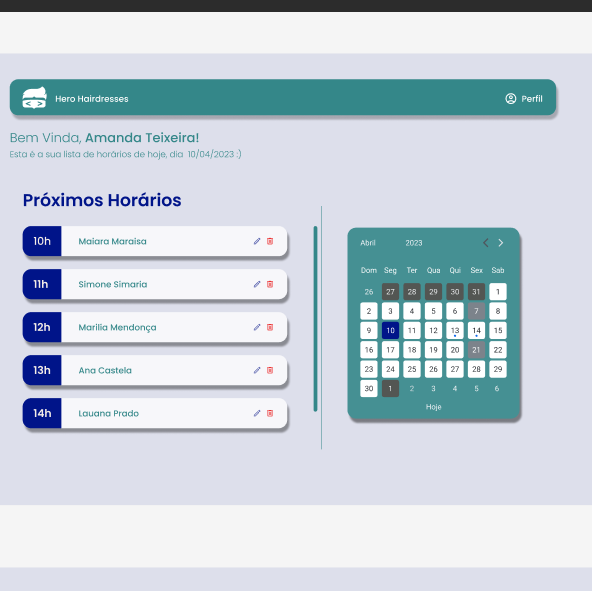 < >
Hero Hairdresses
Perfil
Bem Vinda, Amanda Teixeira!
Esta é a sua lista de horários de hoje, dia 10/04/2023 :)
Próximos Horários
10h Maiara Maraisa
11h Simone Simaria
12h Marilia Mendonça
13h Ana Castela
14h Lauana Prado
Abril 2023
Dom Seg Ter Qua Qui Sex Sab
26 27 28 29 30 31 1
2 3 4 5 6 7 8
9 10 11 12 13 14 15
16 17 18 19 20 21 22
23 24 25 26 27 28 29
30 1 2 3 4 5 6
Hoje